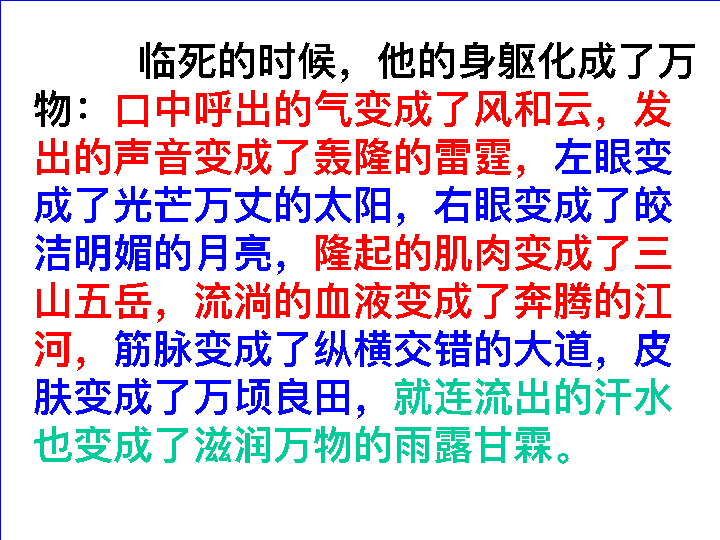 临死的时候，他的身躯化成了万
物：口中呼出的气变成了风和云，发
出的声音变成了轰隆的雷霆，左眼变
成了光芒万丈的太阳，右眼变成了皎
洁明媚的月亮，隆起的肌肉变成了三
山五岳，流淌的血液变成了奔腾的江
河，筋脉变成了纵横交错的大道，皮
肤变成了万顷良田，就连流出的汗水
也变成了滋润万物的雨露甘霖。